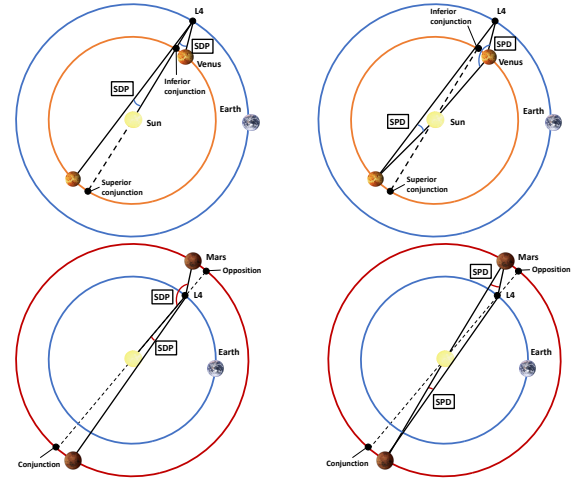 L4
SDP
SDP
Venus
Inferior
conjunction
SDP
Earth
Sun
Superior
conjunction
L4
Inferior
conjunction
SPD
Venus
SPD
Earth
Sun
Superior
conjunction
Mars
Opposition
SDP
L4
SDP
Earth
Conjunction
Mars
SPD
Opposition
L4
Earth
SPD
Conjunction